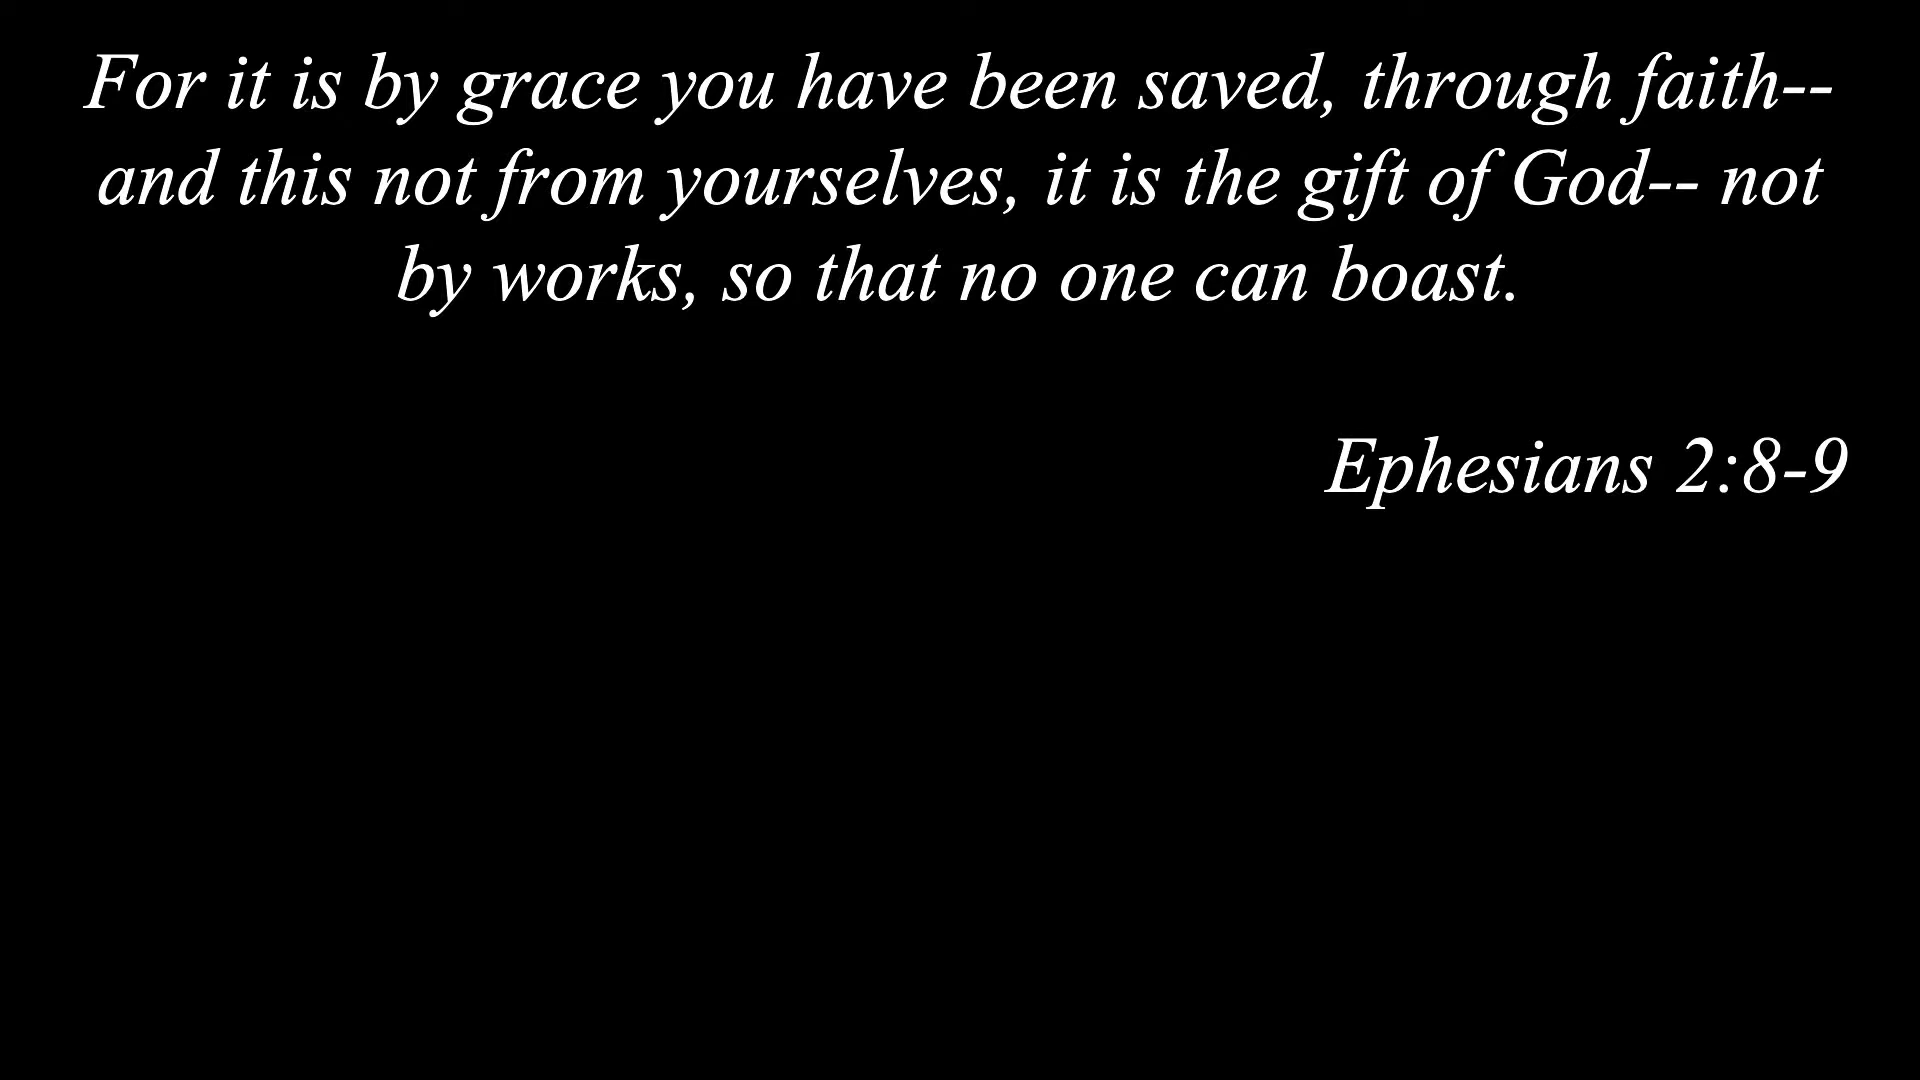 For it is by grace you have been saved, through faith--
and this not from yourselves, it is the gift of God-- not
by works, so that no one can boast.
Ephesians 2:8-9